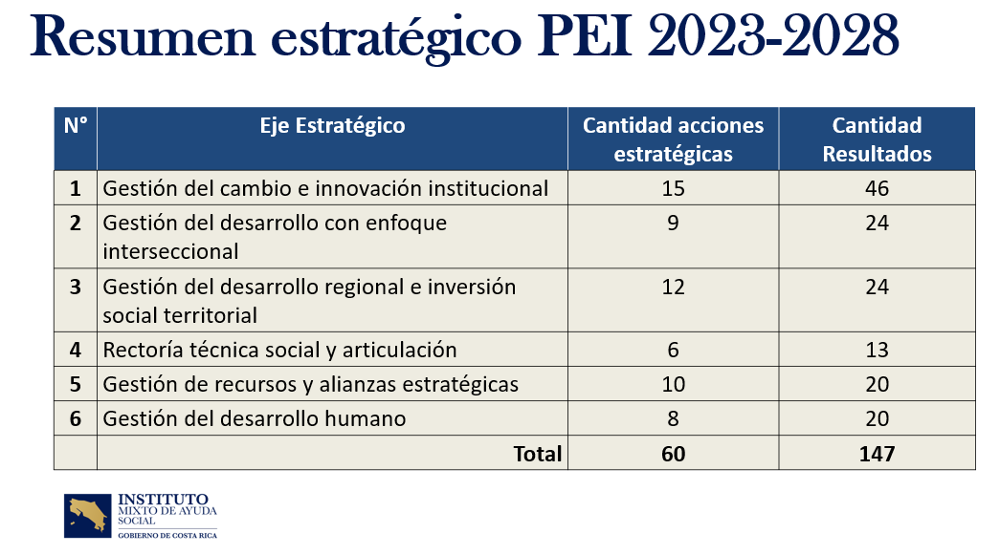 Resumen estratégico PEI 2023-2028
N° Eje Estratégico Cantidad acciones estratégicas Cantidad Resultados
1 Gestión del cambio e innovación institucional 15 46
2 Gestión del desarrollo con enfoque interseccional 9 24
3 Gestión del desarrollo regional e inversión social territorial 12 24
4 Rectoría técnica social y articulación 6 13
5 Gestión de recursos y alianzas estratégicas 10 20
6 Gestión del desarrollo humano 8 20
Total 60 147
INSTITUTO
MIXTO DE AYUDA
SOCIAL
GOBIERNO DE COSTA RICA